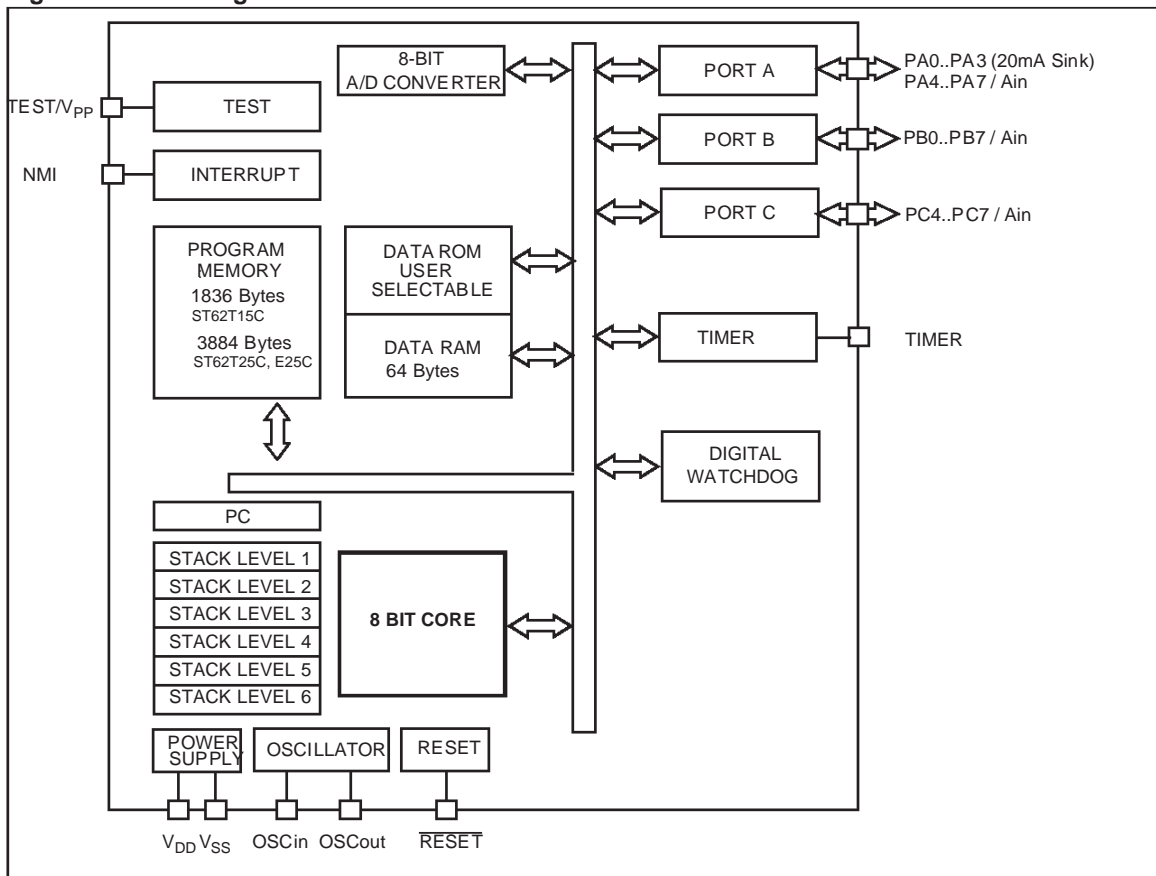 8-BIT
A/D CONVERTER
PORT A
PA0..PA3 (20mA Sink)
PA4..PA7 / Ain
TEST/VPP
TEST
PORT B
PB0..PB7 / Ain
NMI
INTERRUPT
PORT C
PC4..PC7 / Ain
PROGRAM
MEMORY
1836 Bytes
ST62T15C
3884 Bytes
ST62T25C, E25C
DATA ROM
USER
SELECTABLE
DATA RAM
64 Bytes
TIMER
TIMER
DIGITAL
WATCHDOG
PC
STACK LEVEL 1
STACK LEVEL 2
STACK LEVEL 3
STACK LEVEL 4
STACK LEVEL 5
STACK LEVEL 6
8 BIT CORE
POWER
SUPPLY
OSCILLATOR
RESET
VDD VSS
OSCin OSCout
RESET